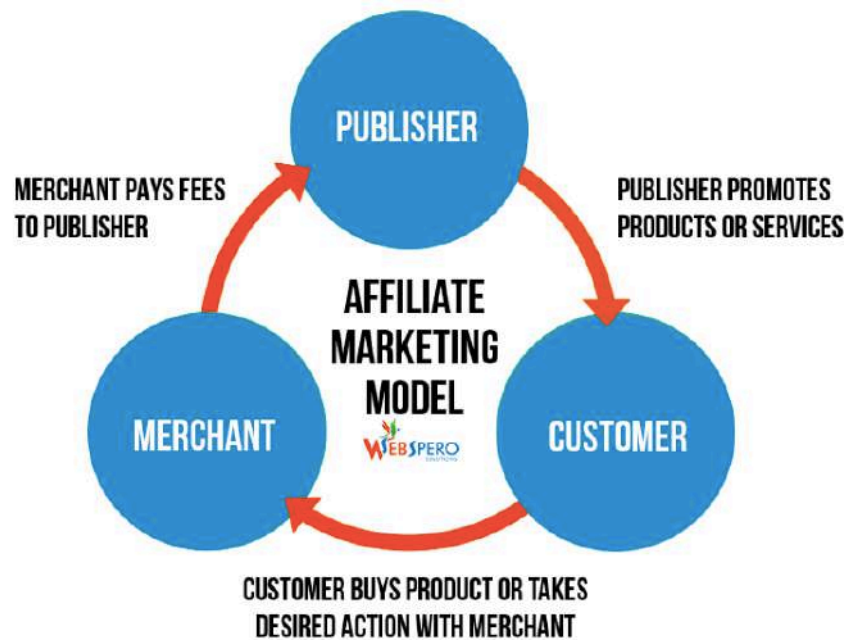 PUBLISHER
MERCHANT PAYS FEES
TO PUBLISHER
PUBLISHER PROMOTES
PRODUCTS OR SERVICES
AFFILIATE
MARKETING
MODEL
WEBSPERO
SOLUTIONS
MERCHANT
CUSTOMER
CUSTOMER BUYS PRODUCT OR TAKES
DESIRED ACTION WITH MERCHANT